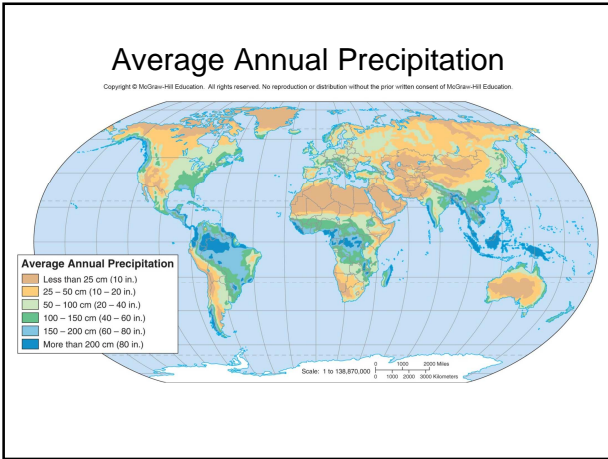 Average Annual Precipitation
Copyright © McGraw-Hill Education. All rights reserved. No reproduction or distribution without the prior written consent of McGraw-Hill Education.
Average Annual Precipitation
Less than 25 cm (10 in.)
25 – 50 cm (10 – 20 in.)
50 – 100 cm (20 – 40 in.)
100 – 150 cm (40 – 60 in.)
150 – 200 cm (60 – 80 in.)
More than 200 cm (80 in.)
Scale: 1 to 138,870,000
0 1000 2000 Miles
0 1000 2000 3000 Kilometers